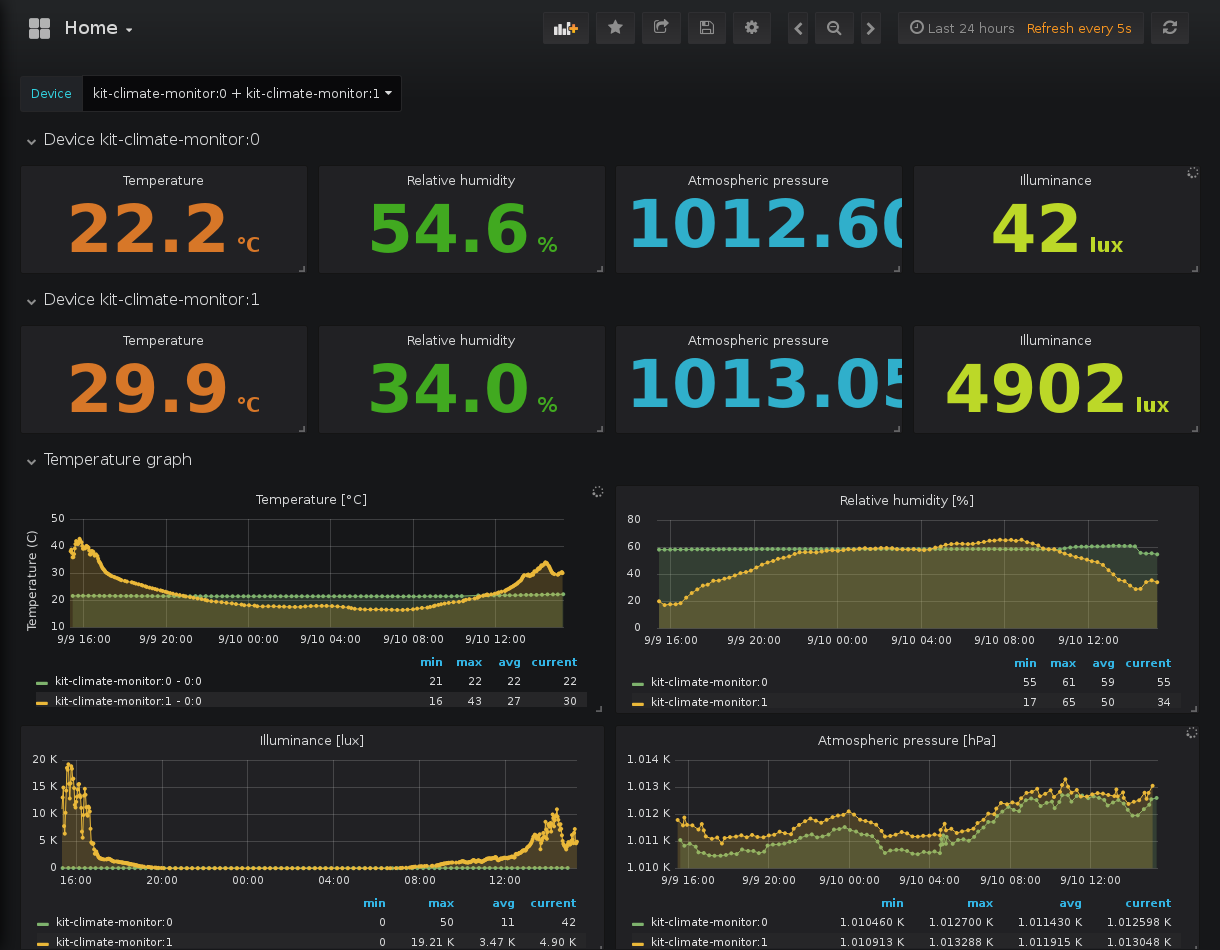 Home
Last 24 hours Refresh every 5s
Device kit-climate-monitor:0 + kit-climate-monitor:1
Device kit-climate-monitor:0
Temperature Relative humidity Atmospheric pressure Illuminance
22.2 °C 54.6 % 1012.60 42 lux
Device kit-climate-monitor:1
Temperature Relative humidity Atmospheric pressure Illuminance
29.9 °C 34.0 % 1013.05 4902 lux
Temperature graph
Temperature [°C]
Temperature (C)
50
40
30
20
10
9/9 16:00 9/9 20:00 9/10 00:00 9/10 04:00 9/10 08:00 9/10 12:00
min max avg current
kit-climate-monitor:0 - 0:0 21 22 22 22
kit-climate-monitor:1 - 0:0 16 43 27 30
Relative humidity [%]
80
60
40
20
0
9/9 16:00 9/9 20:00 9/10 00:00 9/10 04:00 9/10 08:00 9/10 12:00
min max avg current
kit-climate-monitor:0 55 61 59 55
kit-climate-monitor:1 17 65 50 34
Illuminance [lux]
20 K
15 K
10 K
5 K
0
16:00 20:00 00:00 04:00 08:00 12:00
min max avg current
kit-climate-monitor:0 0 50 11 42
kit-climate-monitor:1 0 19.21 K 3.47 K 4.90 K
Atmospheric pressure [hPa]
1.014 K
1.013 K
1.012 K
1.011 K
1.010 K
9/9 16:00 9/9 20:00 9/10 00:00 9/10 04:00 9/10 08:00 9/10 12:00
min max avg current
kit-climate-monitor:0 1.010460 K 1.012700 K 1.011430 K 1.012598 K
kit-climate-monitor:1 1.010913 K 1.013288 K 1.011915 K 1.013048 K